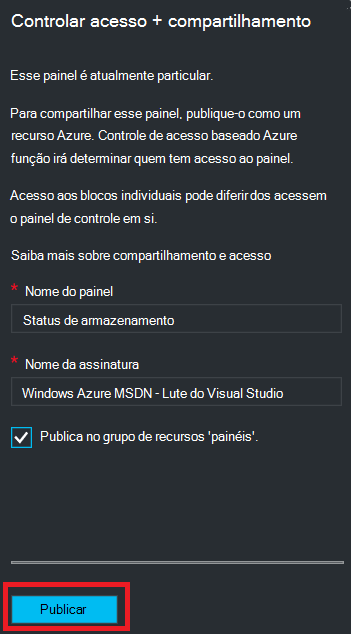 Controlar acesso + compartilhamento
Esse painel é atualmente particular.
Para compartilhar esse painel, publique-o como um
recurso Azure. Controle de acesso baseado Azure
função irá determinar quem tem acesso ao painel.
Acesso aos blocos individuais pode diferir dos acessem
o painel de controle em si.
Saiba mais sobre compartilhamento e acesso
* Nome do painel
Status de armazenamento
* Nome da assinatura
Windows Azure MSDN - Lute do Visual Studio
Publica no grupo de recursos 'painéis'.
Publicar